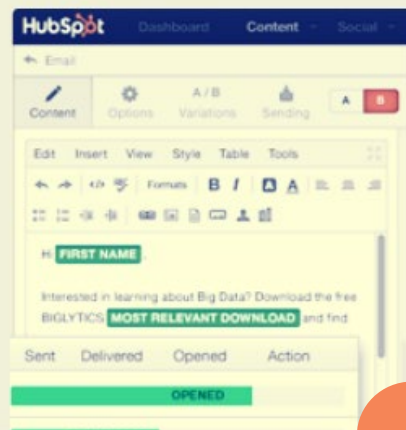 HubSpot Dashboard Content Social
Email
Content Options A / B Variations Sending A B
Edit Insert View Style Table Tools
Formats B I A A
Hi FIRST NAME ,
Interested in learning about Big Data? Download the free
BIGLYTICS MOST RELEVANT DOWNLOAD and find
Sent Delivered Opened Action
OPENED